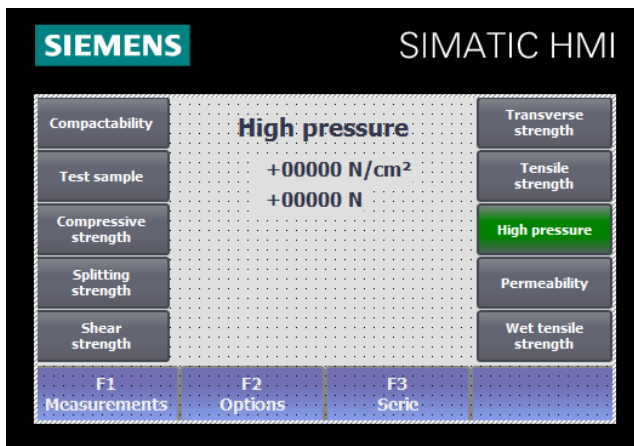 SIEMENS
SIMATIC HMI
Compactability
Test sample
Compressive
strength
Splitting
strength
Shear
strength
High pressure
+00000 N/cm²
+00000 N
Transverse
strength
Tensile
strength
High pressure
Permeability
Wet tensile
strength
F1
Measurements
F2
Options
F3
Serie